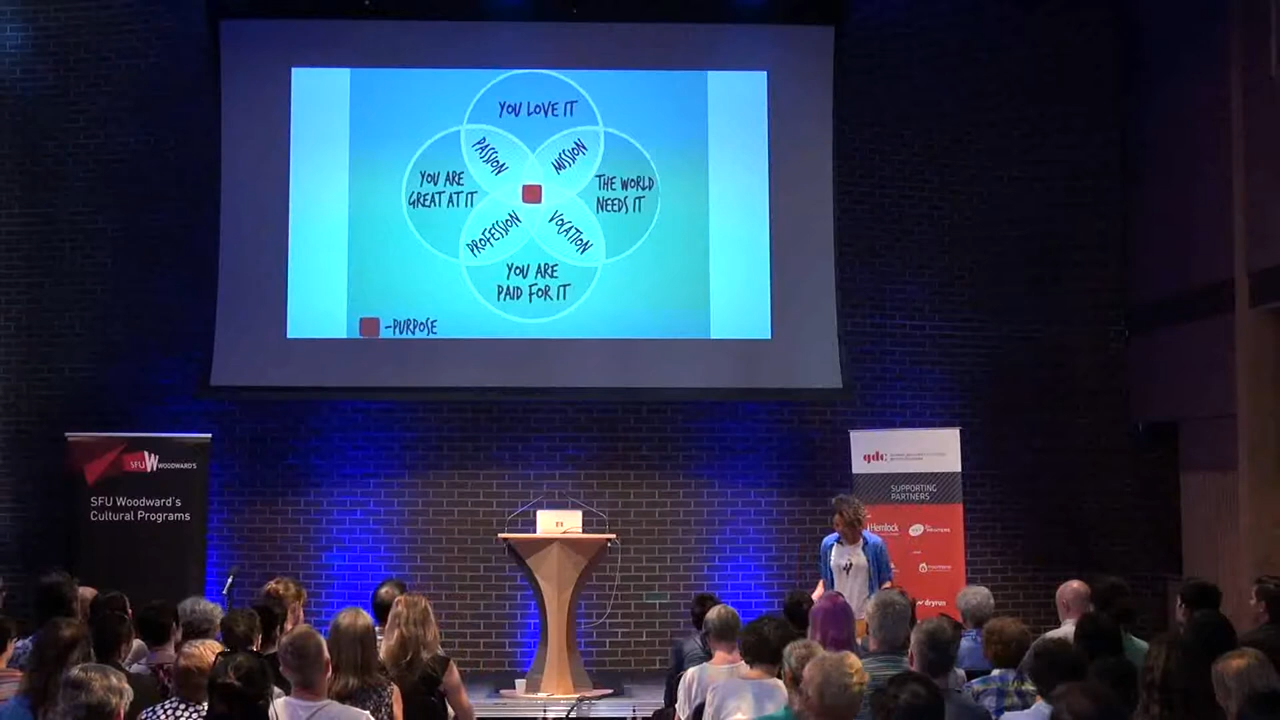 YOU LOVE IT
PASSION
MISSION
YOU ARE
GREAT AT IT
THE WORLD
NEEDS IT
PROFESSION
VOCATION
YOU ARE
PAID FOR IT
-PURPOSE
SFU W WOODWARD'S
SFU Woodward's
Cultural Programs
gdc
SUPPORTING
PARTNERS
Hemlock
dryrun